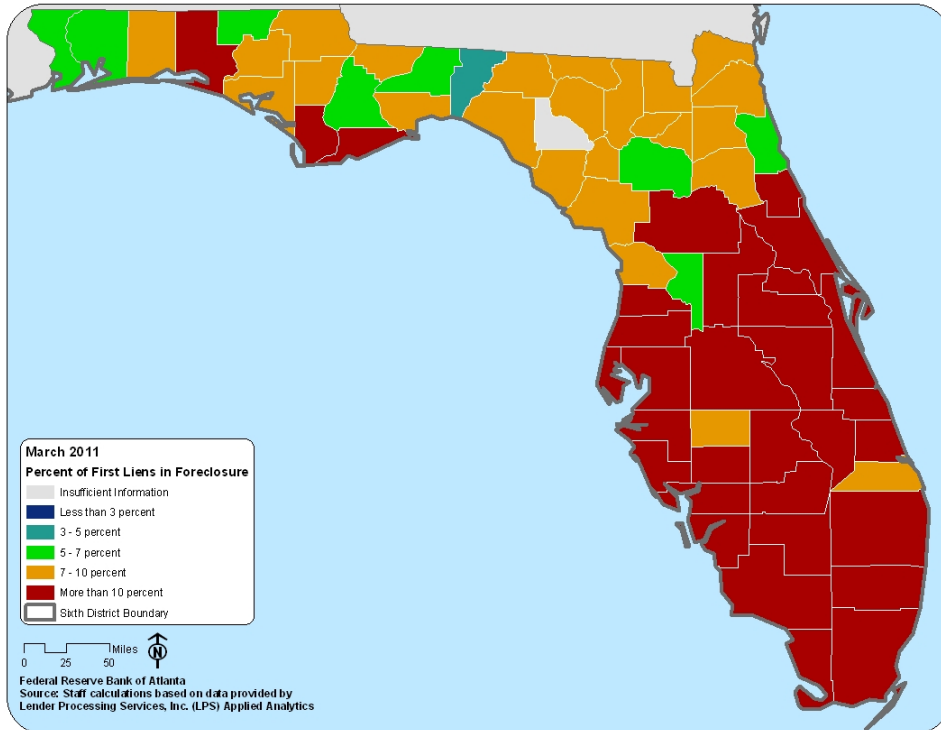 March 2011
Percent of First Liens in Foreclosure
Insufficient Information
Less than 3 percent
3 - 5 percent
5 - 7 percent
7 - 10 percent
More than 10 percent
Sixth District Boundary
Miles
0 25 50
N
Federal Reserve Bank of Atlanta
Source: Staff calculations based on data provided by
Lender Processing Services, Inc. (LPS) Applied Analytics